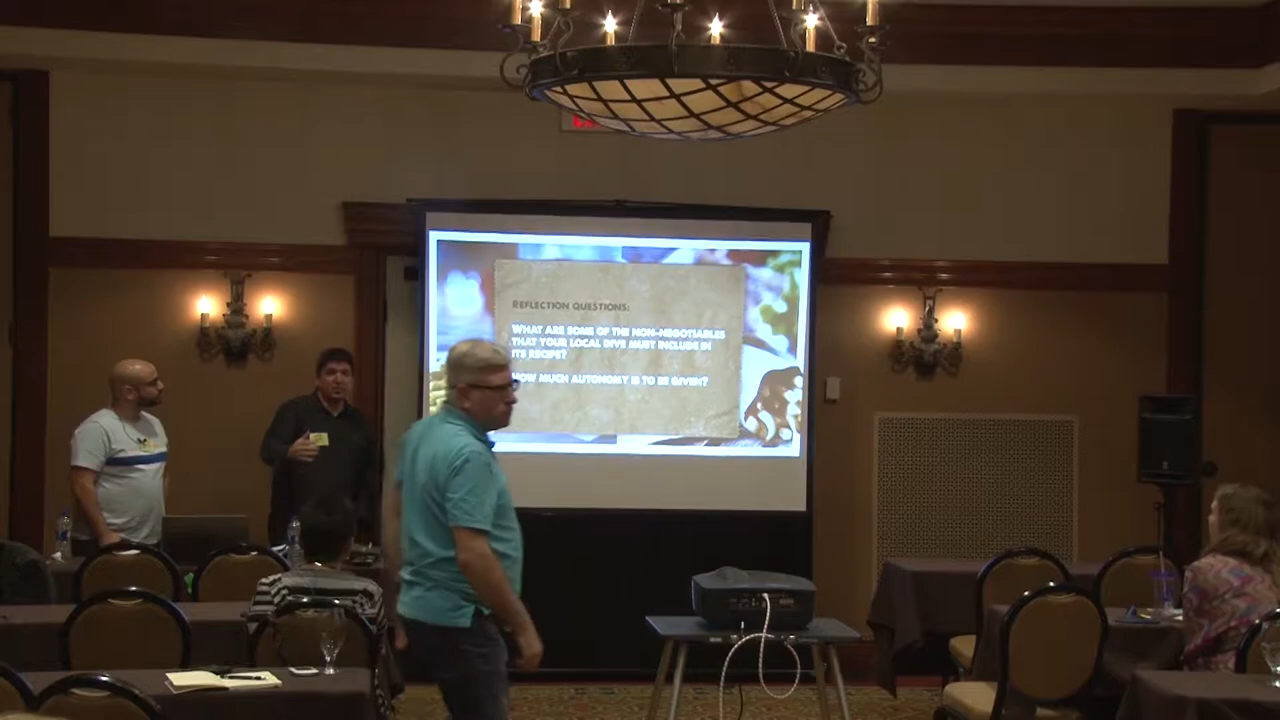 REFLECTION QUESTIONS:
WHAT ARE SOME OF THE NON-NEGOTIABLES
THAT YOUR LOCAL DIVE MUST INCLUDE IN
ITS RECIPE?
HOW MUCH AUTONOMY IS TO BE GIVEN?